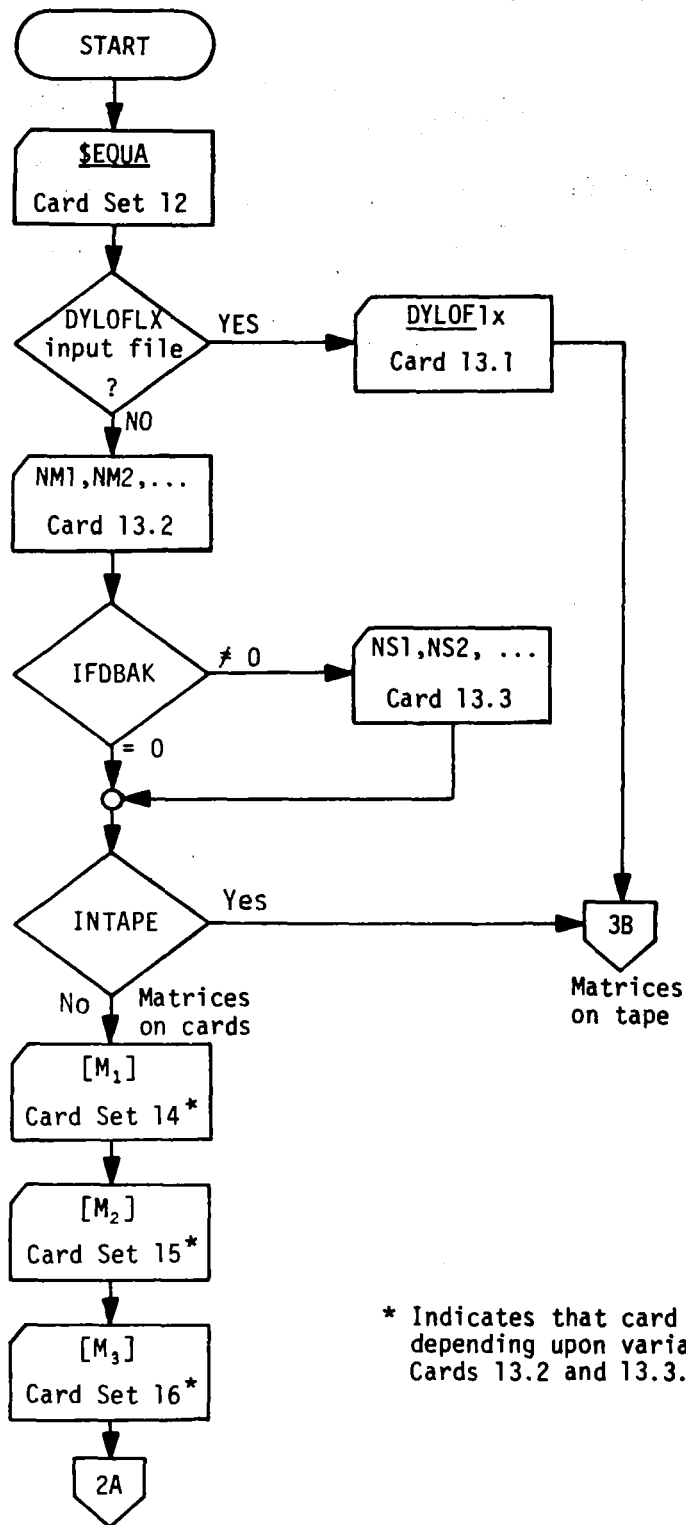 START
$EQUA
Card Set 12
DYLOFLX
input file
?
YES
DYLOF1x
Card 13.1
NO
NM1,NM2,...
Card 13.2
IFDBAK
≠ 0
NS1,NS2, ...
Card 13.3
= 0
INTAPE
Yes
3B
Matrices
on tape
No
Matrices
on cards
[M₁]
Card Set 14*
[M₂]
Card Set 15*
[M₃]
Card Set 16*
2A
* Indicates that card
depending upon varia
Cards 13.2 and 13.3.